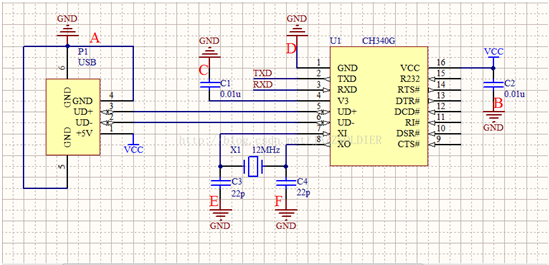 GND
A
P1
USB
6
GND
GND 4
UD+ 3
UD- 2
+5V 1
GND
5
VCC
GND
C
C1
0.01u
GND
D
TXD
RXD
U1 CH340G
1 GND VCC 16
2 TXD R232 15
3 RXD RTS# 14
4 V3 DTR# 13
5 UD+ DCD# 12
6 UD- RI# 11
7 XI DSR# 10
8 XO CTS# 9
VCC
C2
0.01u
B
GND
X1 12MHz
C3
22p
E
GND
C4
22p
F
GND